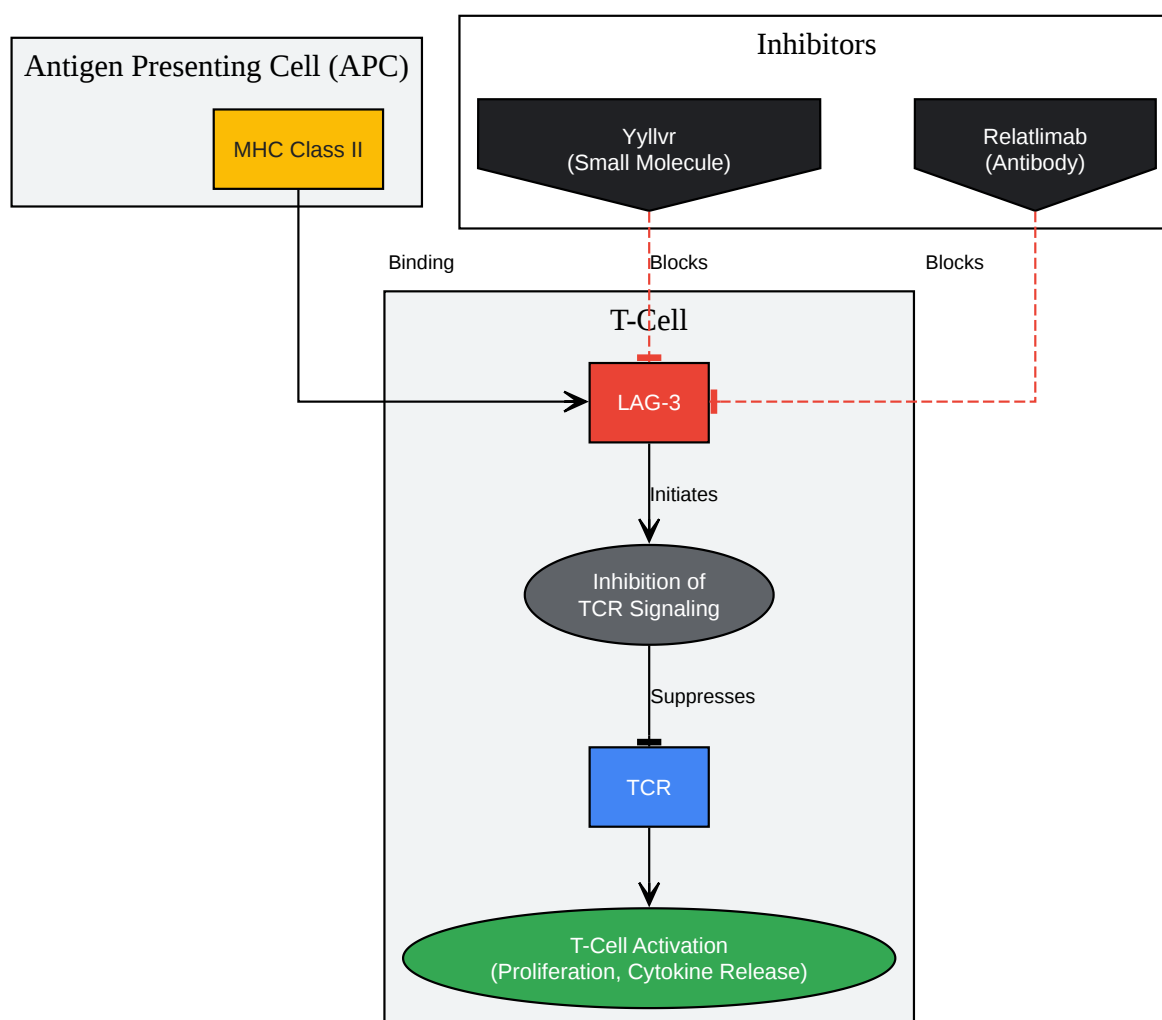 Antigen Presenting Cell (APC)
MHC Class II
Inhibitors
Yyllvr
(Small Molecule)
Relatlimab
(Antibody)
Binding
Blocks
Blocks
T-Cell
LAG-3
Initiates
Inhibition of
TCR Signaling
Suppresses
TCR
T-Cell Activation
(Proliferation, Cytokine Release)